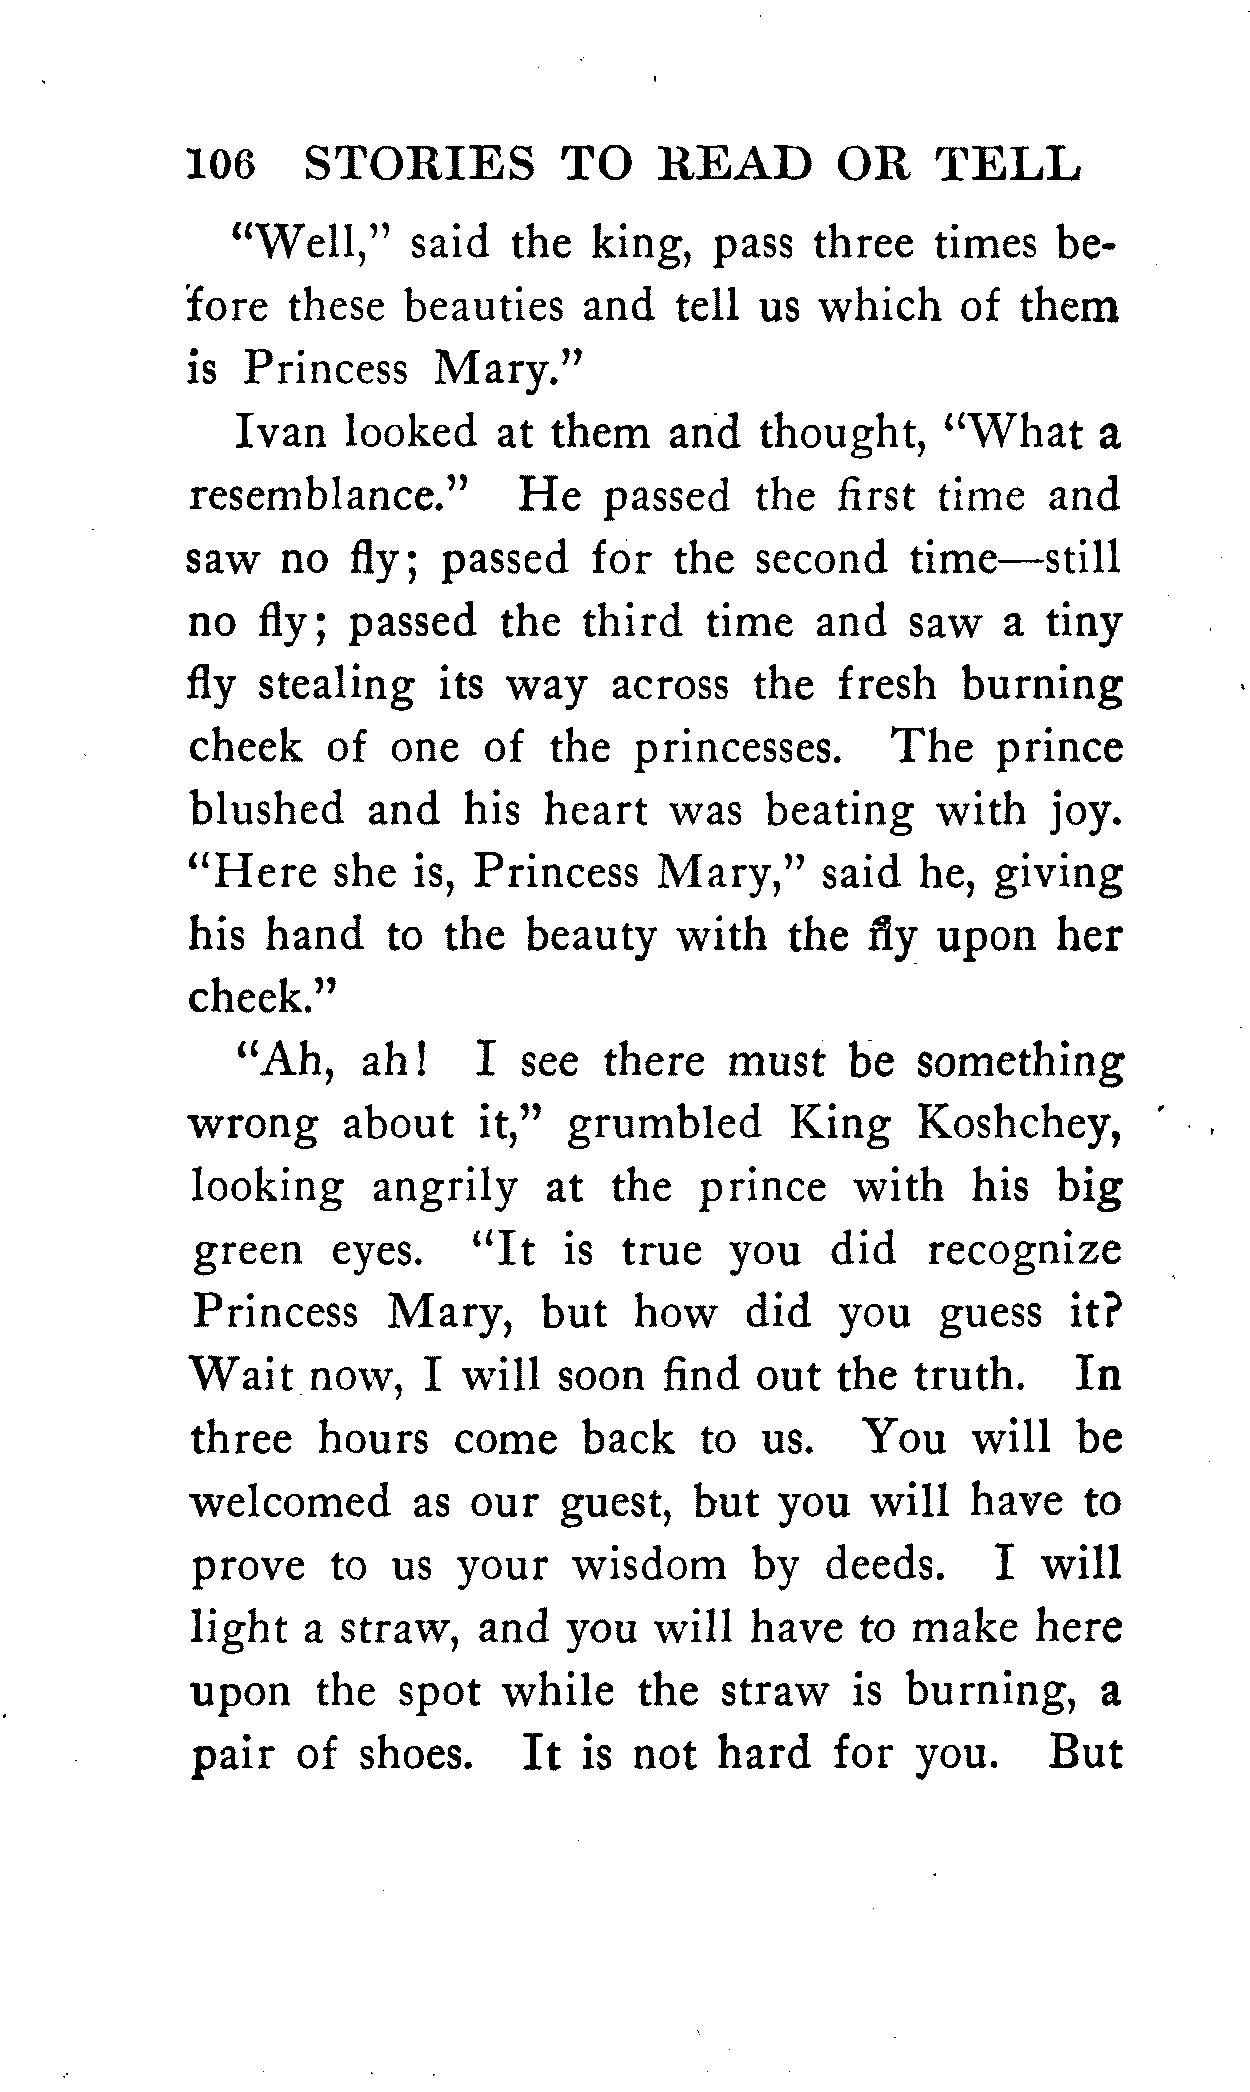 106 STORIES TO READ OR TELL
“Well,” said the king, pass three times be-
fore these beauties and tell us which of them
is Princess Mary.”
Ivan looked at them and thought, “What a
resemblance.” He passed the first time and
saw no fly; passed for the second time—still
no fly; passed the third time and saw a tiny
fly stealing its way across the fresh burning
cheek of one of the princesses. The prince
blushed and his heart was beating with joy.
“Here she is, Princess Mary,” said he, giving
his hand to the beauty with the fly upon her
cheek.”
“Ah, ah! I see there must be something
wrong about it,” grumbled King Koshchey,
looking angrily at the prince with his big
green eyes. “It is true you did recognize
Princess Mary, but how did you guess it?
Wait now, I will soon find out the truth. In
three hours come back to us. You will be
welcomed as our guest, but you will have to
prove to us your wisdom by deeds. I will
light a straw, and you will have to make here
upon the spot while the straw is burning, a
pair of shoes. It is not hard for you. But